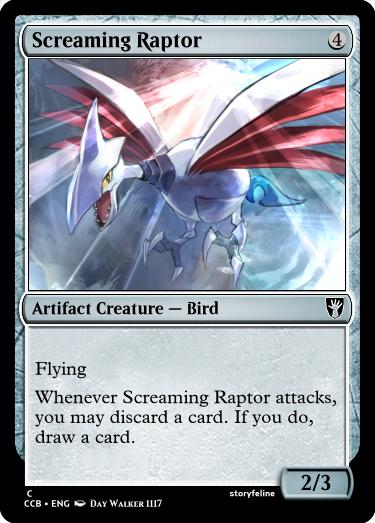 Screaming Raptor 4
Artifact Creature — Bird
Flying
Whenever Screaming Raptor attacks,
you may discard a card. If you do,
draw a card.
2/3
C
CCB • ENG DAY WALKER 1117
storyfeline